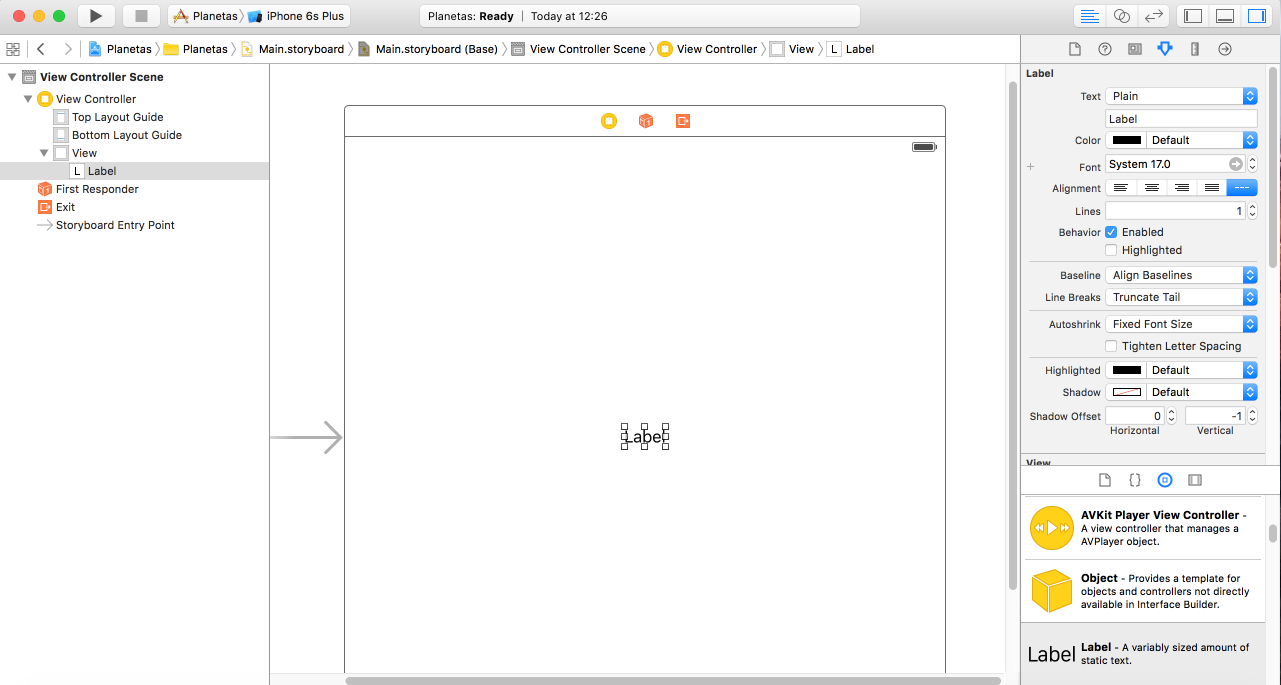 Planetas
iPhone 6s Plus
Planetas: Ready
Today at 12:26
Planetas
Planetas
Main.storyboard
Main.storyboard (Base)
View Controller Scene
View Controller
View
L Label
View Controller Scene
View Controller
Top Layout Guide
Bottom Layout Guide
View
L Label
First Responder
Exit
Storyboard Entry Point
Label
Label
Text Plain
Label
Color Default
Font System 17.0
Alignment
Lines 1
Behavior Enabled
Highlighted
Baseline Align Baselines
Line Breaks Truncate Tail
Autoshrink Fixed Font Size
Tighten Letter Spacing
Highlighted Default
Shadow Default
Shadow Offset 0 -1
Horizontal Vertical
View
AVKit Player View Controller -
A view controller that manages a
AVPlayer object.
Object - Provides a template for
objects and controllers not directly
available in Interface Builder.
Label
Label - A variably sized amount of
static text.